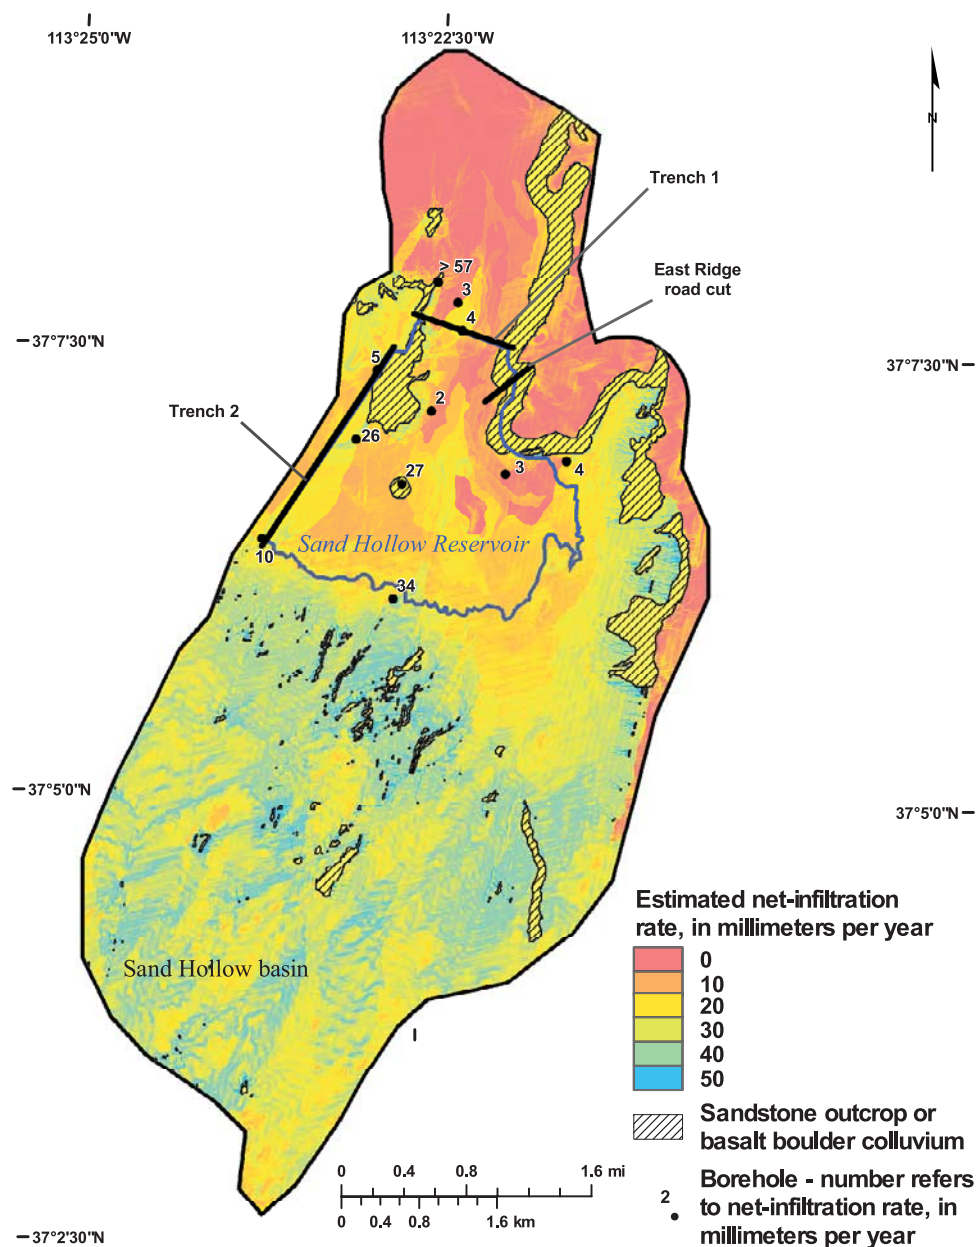 113°25'0"W
113°22'30"W
N
Trench 1
> 57
East Ridge
road cut
3
4
37°7'30"N
37°7'30"N
5
Trench 2
2
26
27
3
4
Sand Hollow Reservoir
10
34
37°5'0"N
37°5'0"N
Estimated net-infiltration
rate, in millimeters per year
0
10
20
30
40
50
Sand Hollow basin
Sandstone outcrop or
basalt boulder colluvium
0 0.4 0.8 1.6 mi
0 0.4 0.8 1.6 km
2
Borehole - number refers
to net-infiltration rate, in
millimeters per year
37°2'30"N